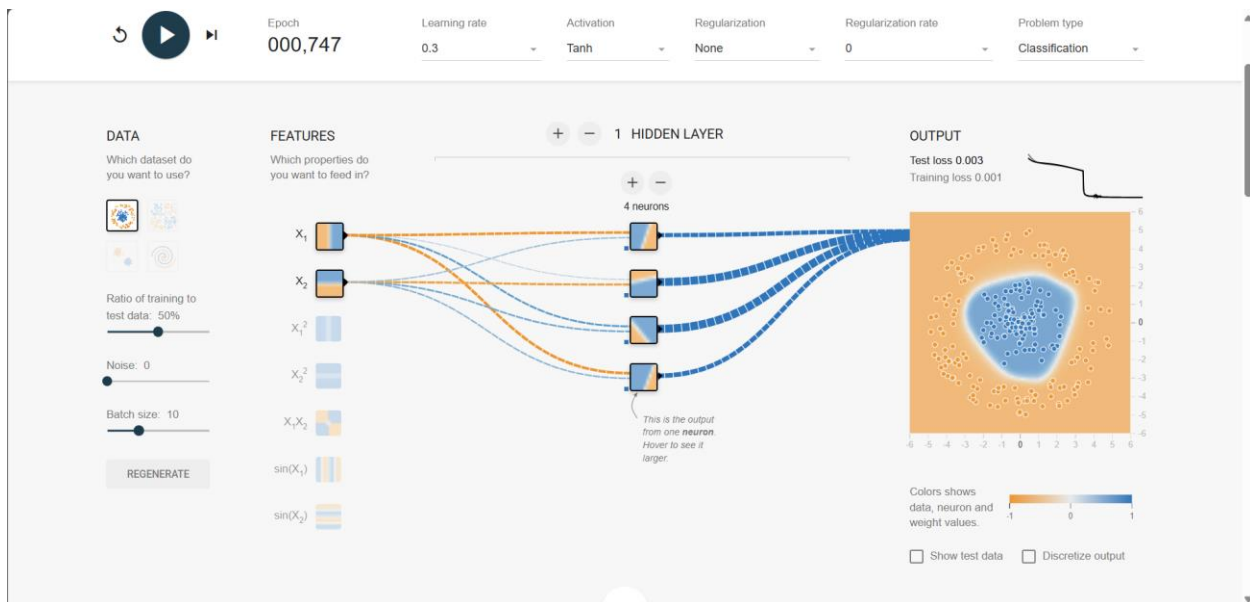 Epoch
000,747
Learning rate
0.3
Activation
Tanh
Regularization
None
Regularization rate
0
Problem type
Classification
DATA
Which dataset do
you want to use?
Ratio of training to
test data: 50%
Noise: 0
Batch size: 10
REGENERATE
FEATURES
Which properties do
you want to feed in?
X₁
X₂
X₁²
X₂²
X₁X₂
sin(X₁)
sin(X₂)
+ − 1 HIDDEN LAYER
+ −
4 neurons
This is the output
from one neuron.
Hover to see it
larger.
OUTPUT
Test loss 0.003
Training loss 0.001
6
5
4
3
2
1
0
-1
-2
-3
-4
-5
-6
-6 -5 -4 -3 -2 -1 0 1 2 3 4 5 6
Colors shows
data, neuron and
weight values.
-1 0 1
Show test data
Discretize output